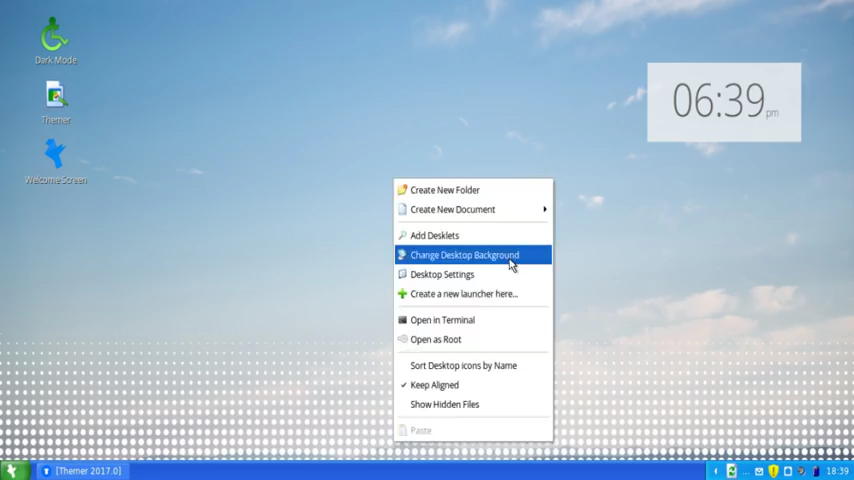 Dark Mode
Themer
Welcome Screen
06:39 pm
Create New Folder
Create New Document
Add Desklets
Change Desktop Background
Desktop Settings
Create a new launcher here...
Open in Terminal
Open as Root
Sort Desktop icons by Name
Keep Aligned
Show Hidden Files
Paste
[Themer 2017.0]
... 18:39